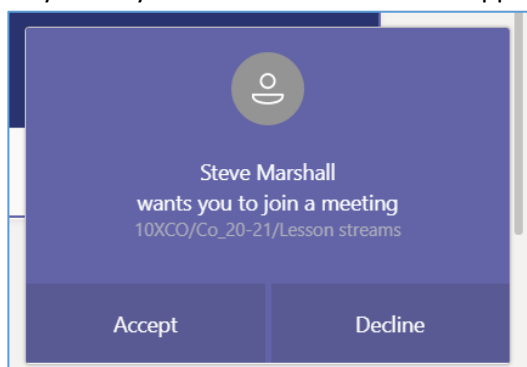 Steve Marshall
wants you to join a meeting
10XCO/Co_20-21/Lesson streams
Accept Decline